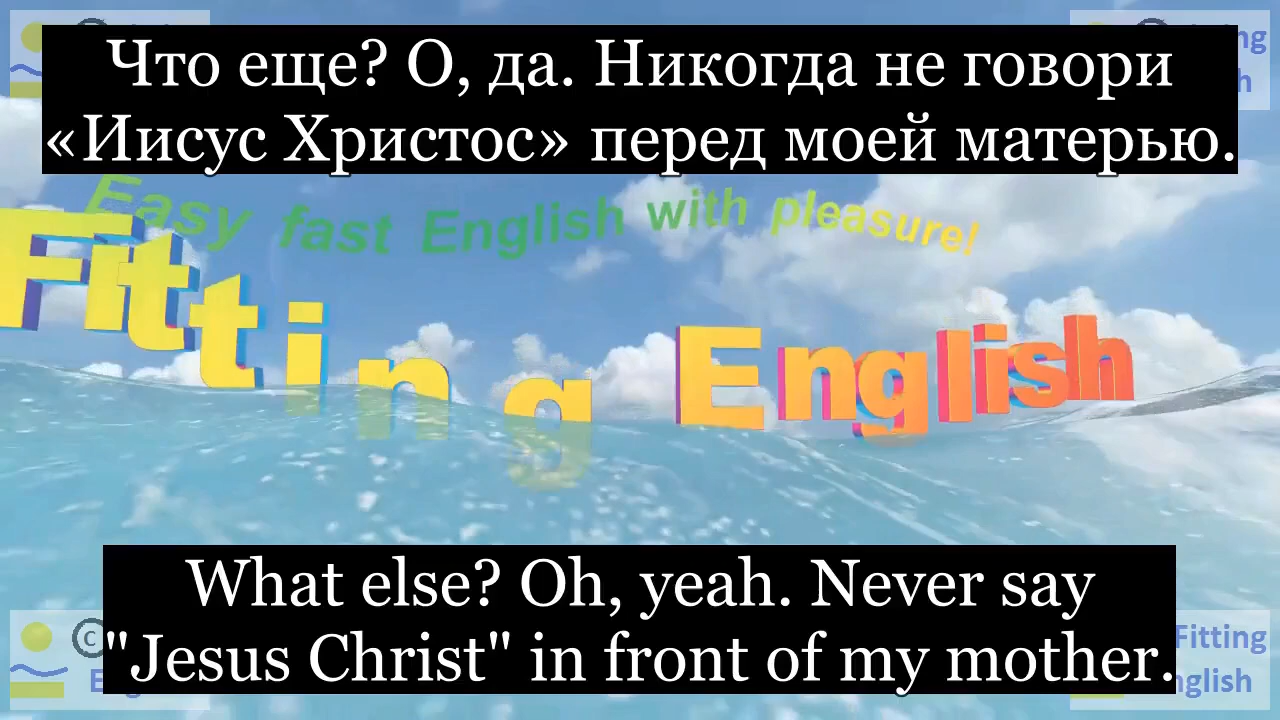 Что еще? О, да. Никогда не говори
«Иисус Христос» перед моей матерью.
Easy fast English with pleasure!
Fitting English
What else? Oh, yeah. Never say
"Jesus Christ" in front of my mother.
©
Fitting